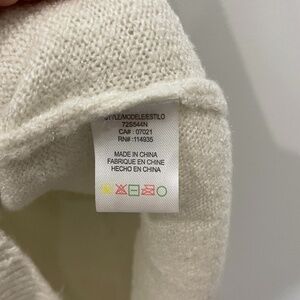 STYLE/MODELE/ESTILO
72S544N
CA# : 07021
RN# :114935
MADE IN CHINA
FABRIQUE EN CHINE
HECHO EN CHINA